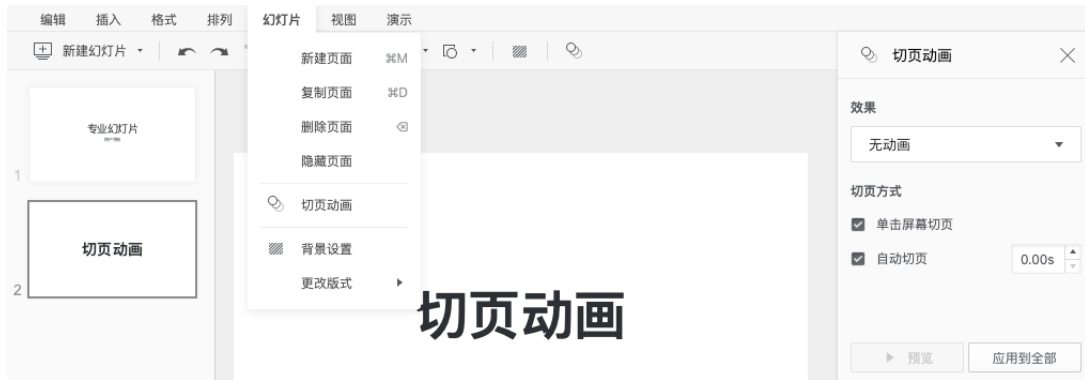 编辑 插入 格式 排列 幻灯片 视图 演示
新建幻灯片
新建页面 ⌘M
复制页面 ⌘D
删除页面 ⌫
隐藏页面
切页动画
背景设置
更改版式
专业幻灯片
1
切页动画
2
切页动画
切页动画
效果
无动画
切页方式
单击屏幕切页
自动切页 0.00s
预览 应用到全部